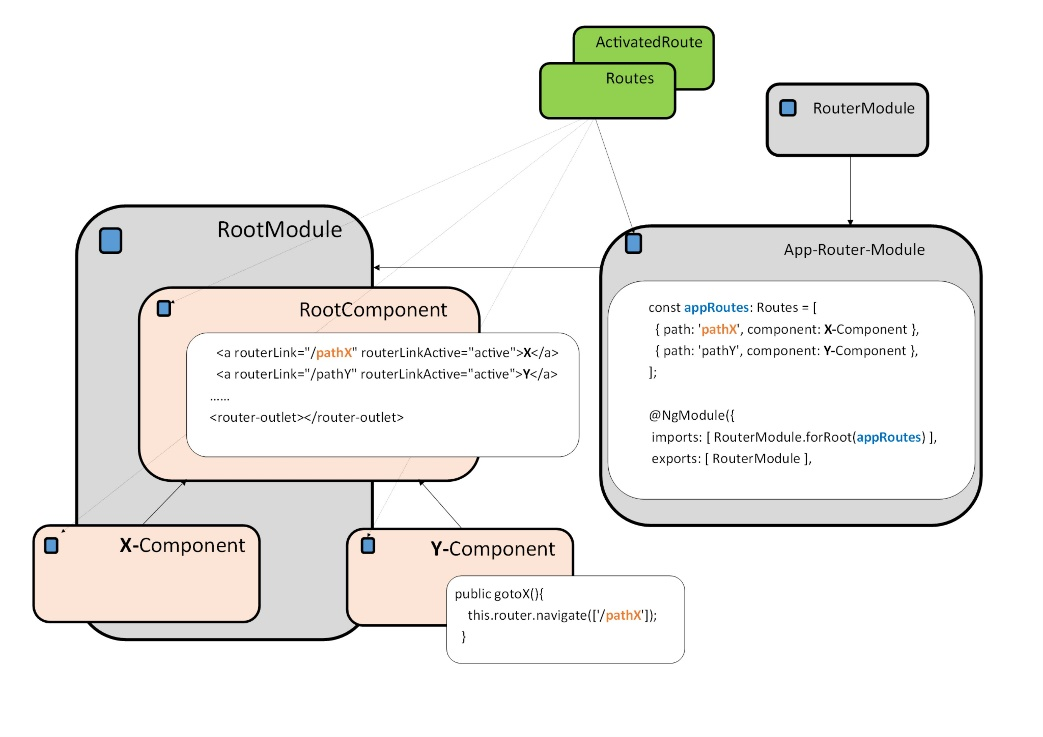 ActivatedRoute
Routes
RouterModule
RootModule
App-Router-Module
RootComponent
<a routerLink="/pathX" routerLinkActive="active">X</a>
<a routerLink="/pathY" routerLinkActive="active">Y</a>
……
<router-outlet></router-outlet>
const appRoutes: Routes = [
{ path: 'pathX', component: X-Component },
{ path: 'pathY', component: Y-Component },
];
@NgModule({
imports: [ RouterModule.forRoot(appRoutes) ],
exports: [ RouterModule ],
X-Component
Y-Component
public gotoX(){
this.router.navigate(['/pathX']);
}